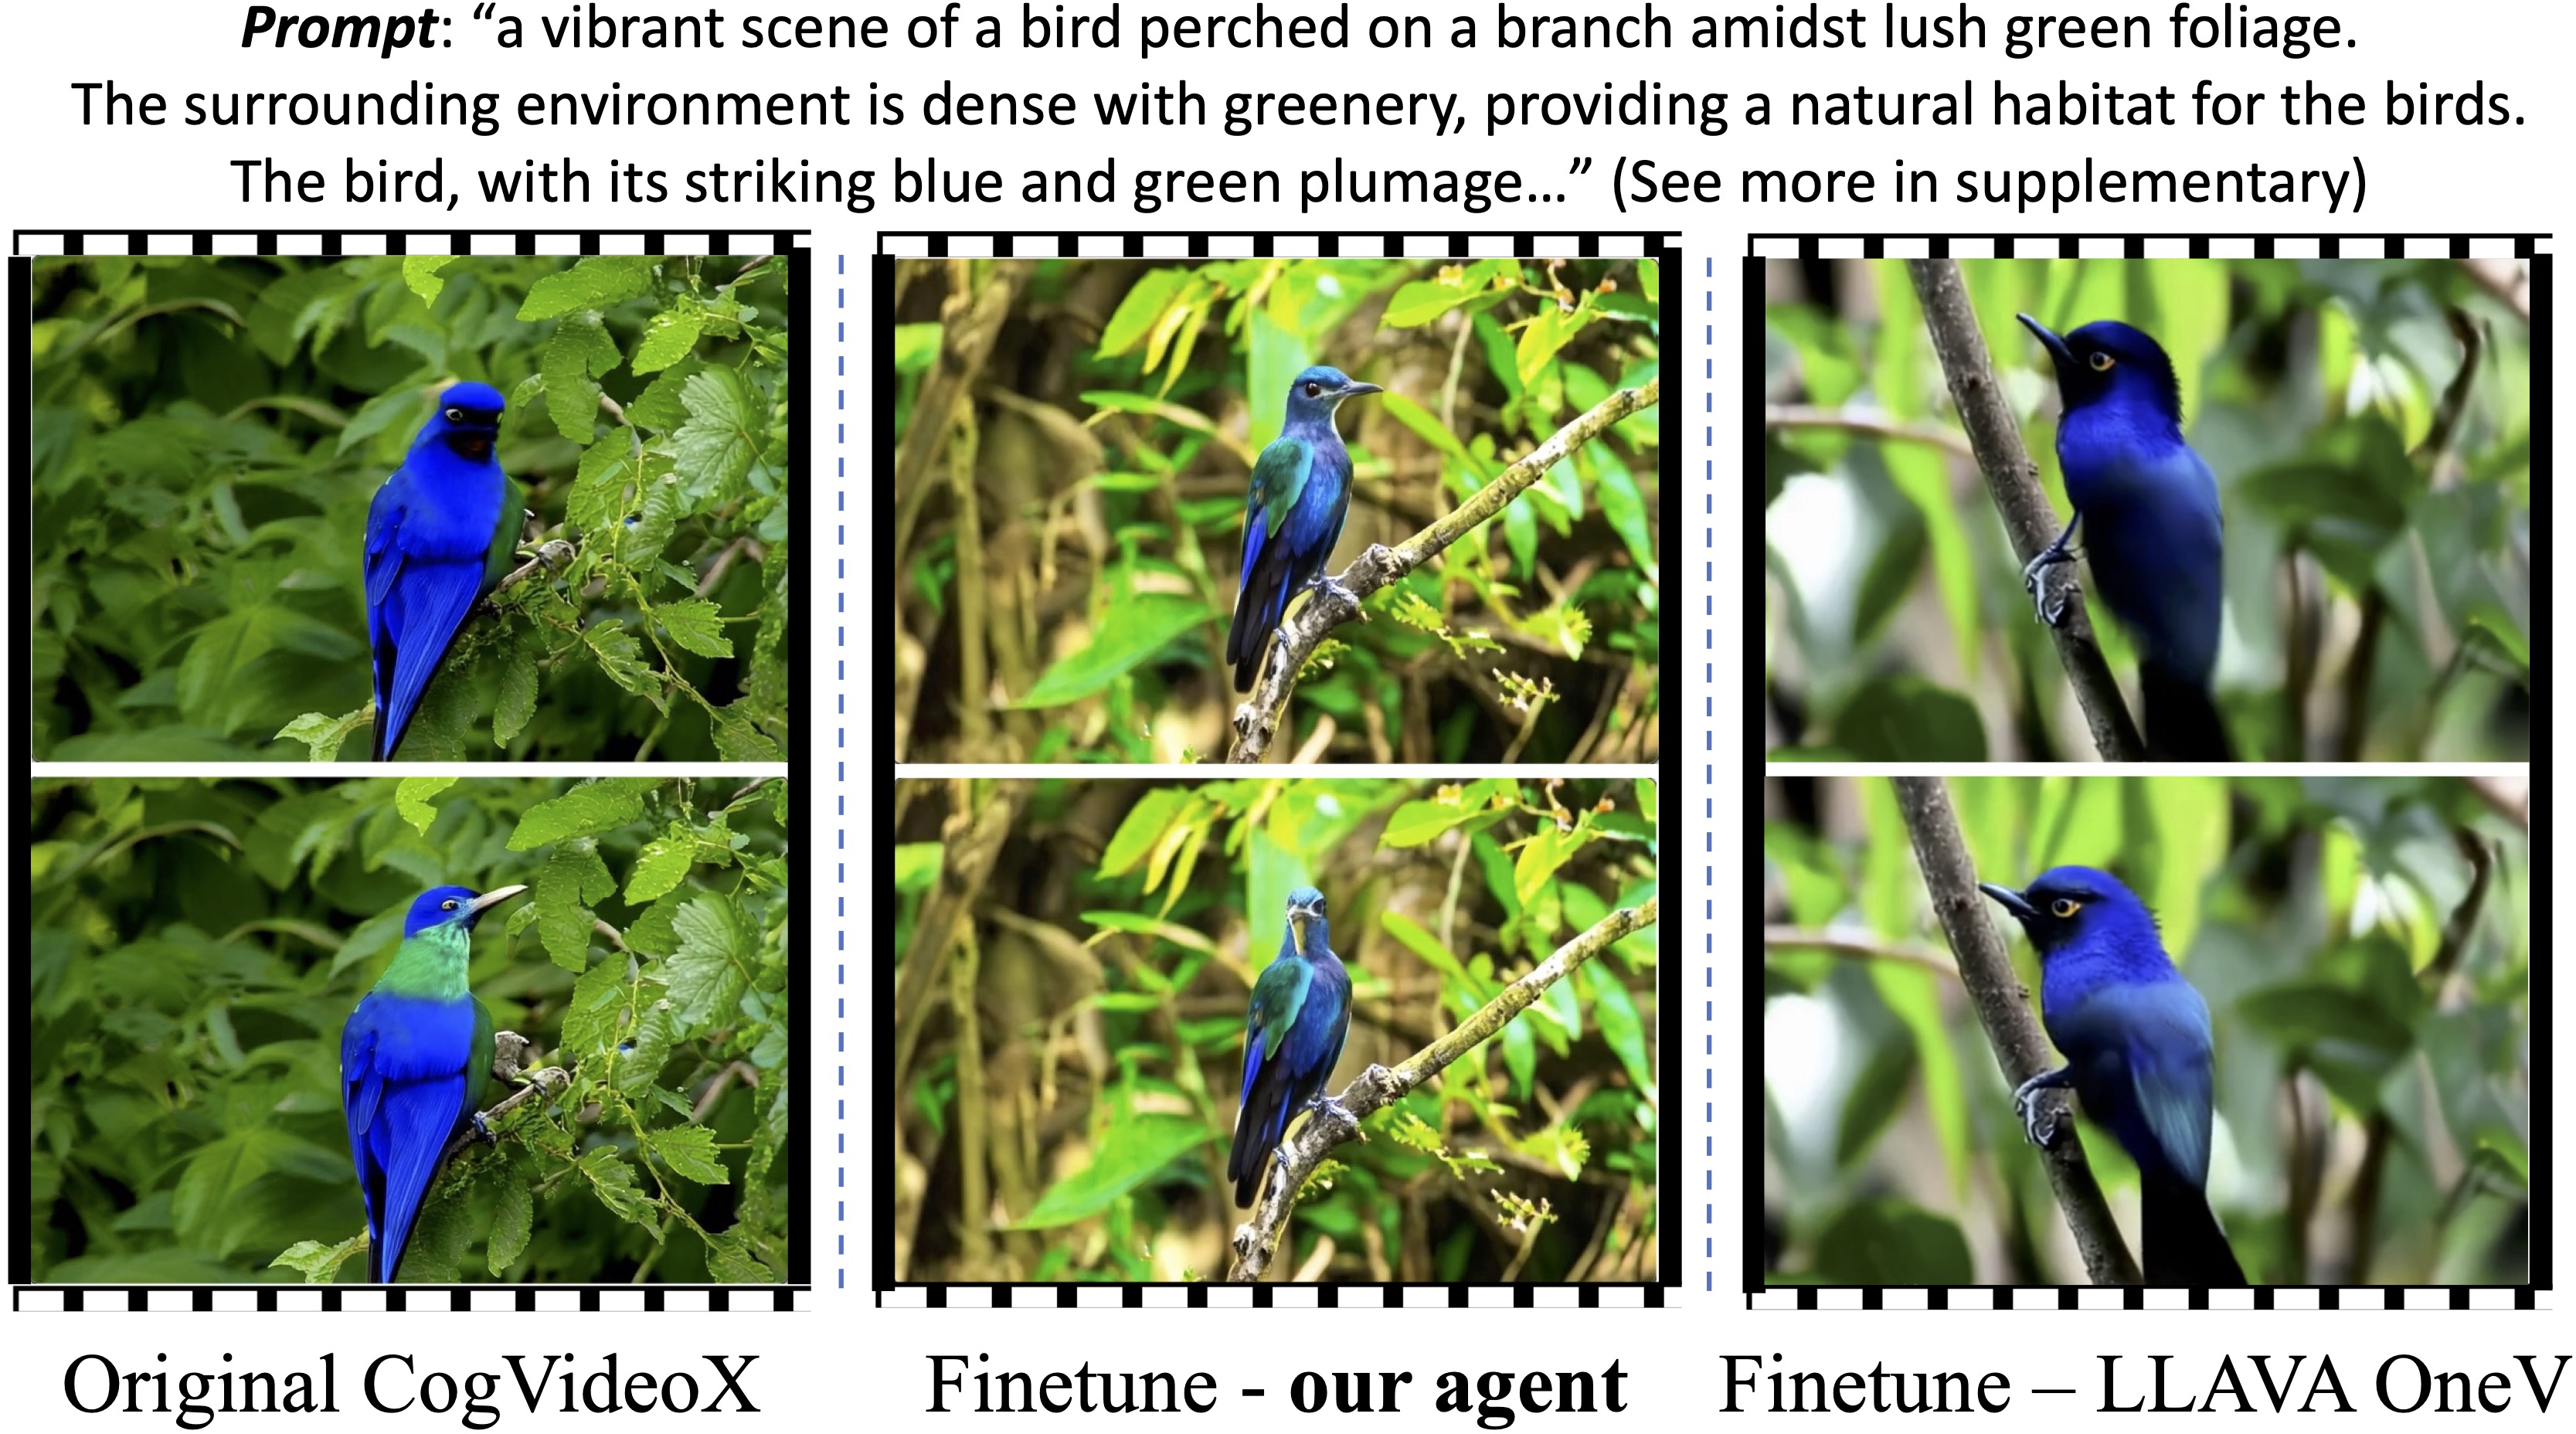 Prompt: “a vibrant scene of a bird perched on a branch amidst lush green foliage.
The surrounding environment is dense with greenery, providing a natural habitat for the birds.
The bird, with its striking blue and green plumage…” (See more in supplementary)
Original CogVideoX
Finetune - our agent
Finetune – LLAVA OneV